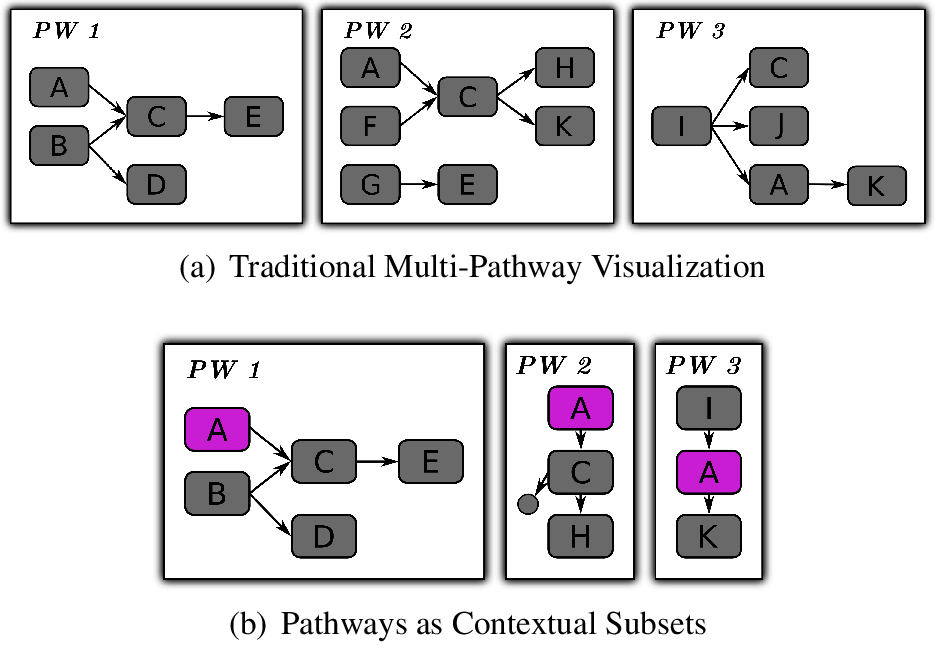 PW 1
A
B
C
E
D
PW 2
A
F
C
H
K
G
E
PW 3
I
C
J
A
K
(a) Traditional Multi-Pathway Visualization
PW 1
A
B
C
E
D
PW 2
A
C
H
PW 3
I
A
K
(b) Pathways as Contextual Subsets